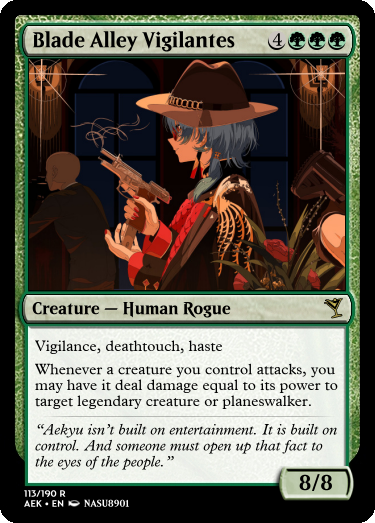 Blade Alley Vigilantes 4
Creature — Human Rogue
Vigilance, deathtouch, haste
Whenever a creature you control attacks, you
may have it deal damage equal to its power to
target legendary creature or planeswalker.
“Aekyu isn’t built on entertainment. It is built on
control. And someone must open up that fact to
the eyes of the people.”
8/8
113/190 R
AEK • EN NASU8901